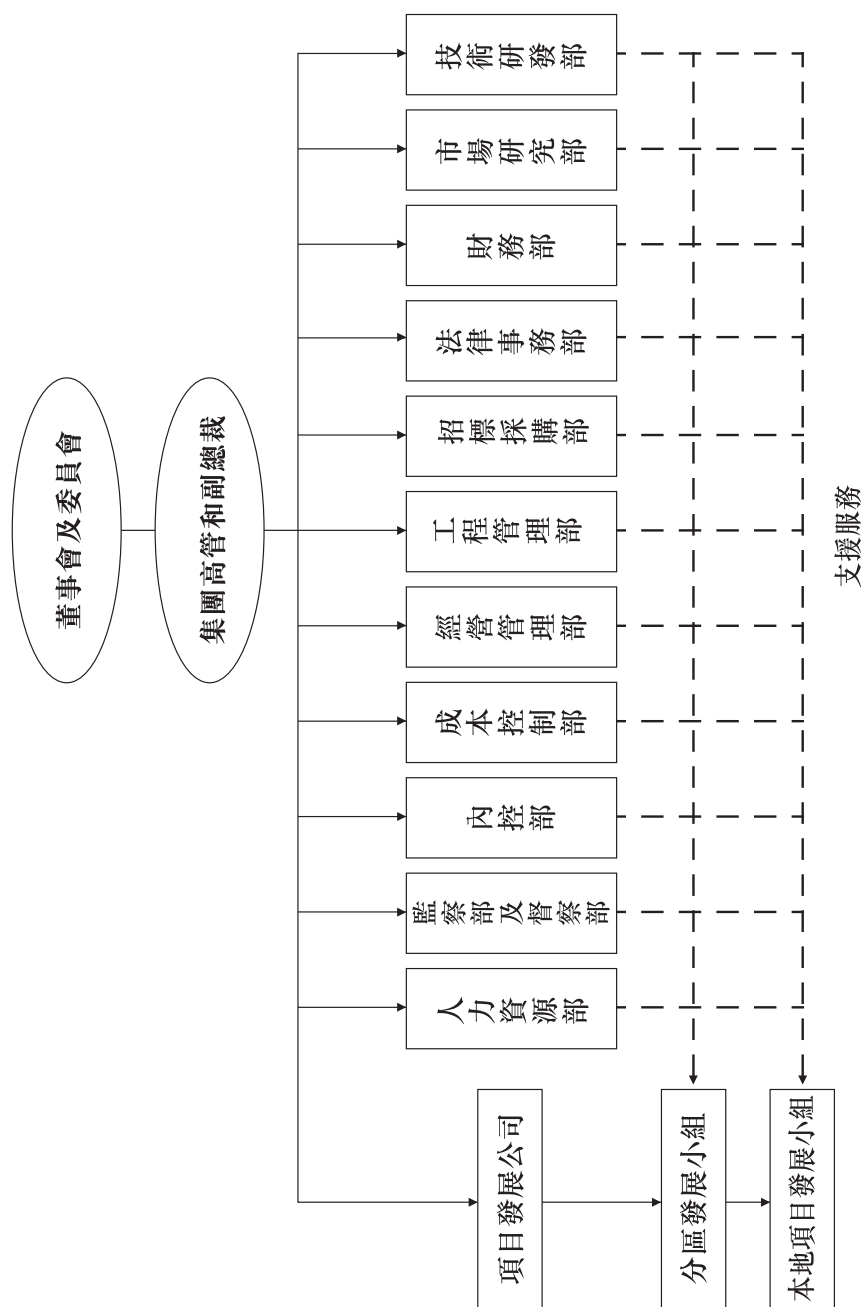 董事會及委員會
集團高管和副總裁
項目發展公司
人力資源部
監察部及督察部
內控部
成本控制部
經營管理部
工程管理部
招標採購部
法律事務部
財務部
市場研究部
技術研發部
分區發展小組
本地項目發展小組
支援服務